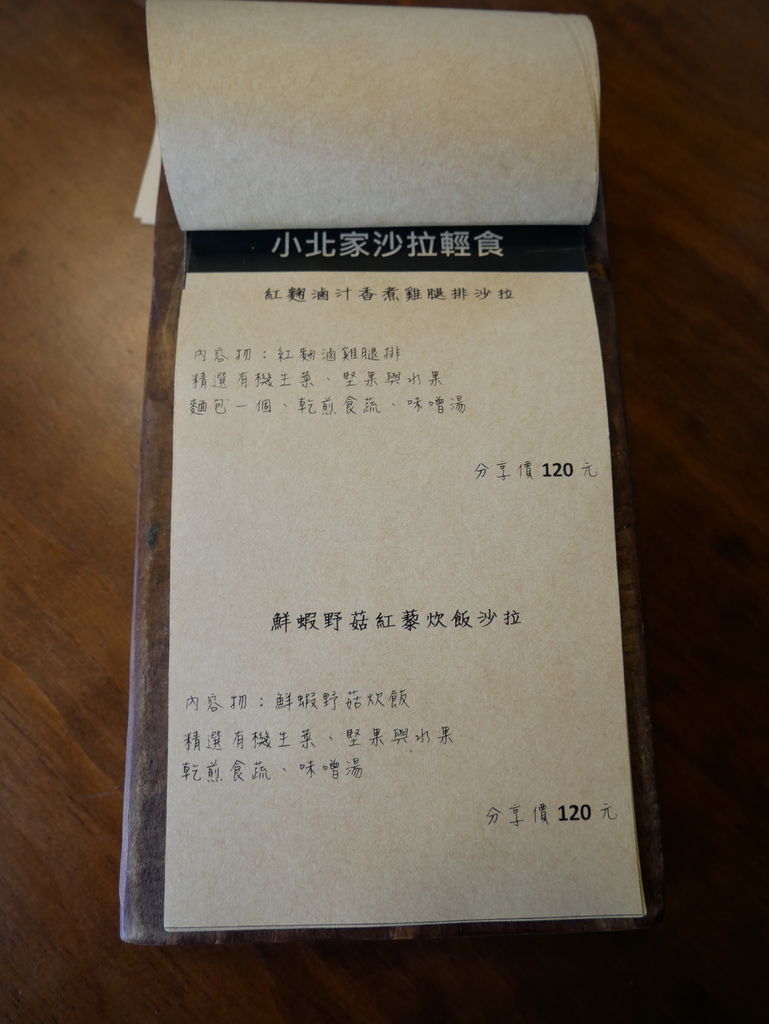 小北家沙拉輕食
紅麴滷汁香煮雞腿排沙拉
內容物：紅麴滷雞腿排
精選有機生菜、堅果與水果
麵包一個、乾煎食蔬、味噌湯
分享價 120 元
鮮蝦野菇紅藜炊飯沙拉
內容物：鮮蝦野菇炊飯
精選有機生菜、堅果與水果
乾煎食蔬、味噌湯
分享價 120 元